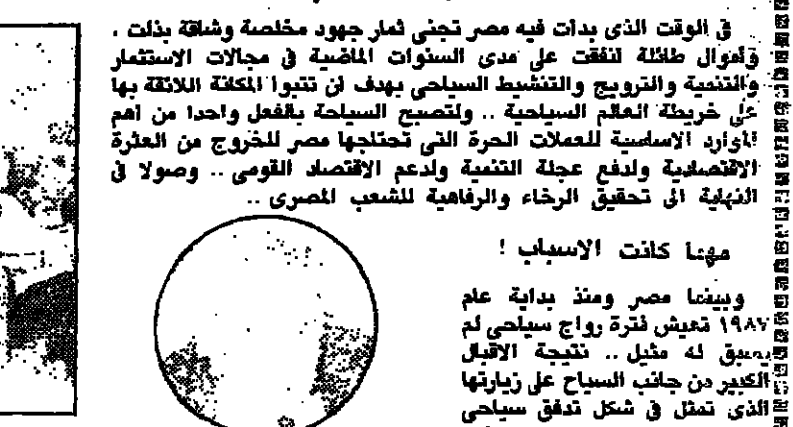 فى الوقت الذى بدأت فيه مصر تجنى ثمار جهود مخلصة وشاقة بذلت ،
وأموال طائلة انفقت على مدى السنوات الماضية فى مجالات الاستثمار
والتنمية والترويج والتنشيط السياحى بهدف ان تتبوأ المكانة اللائقة بها
على خريطة العالم السياحية .. ولتصبح السياحة بالفعل واحدا من اهم
الموارد الاساسية للعملات الحرة التى تحتاجها مصر للخروج من العثرة
الاقتصادية ولدفع عجلة التنمية ولدعم الاقتصاد القومى .. وصولا فى
النهاية الى تحقيق الرخاء والرفاهية للشعب المصرى ..
مهما كانت الاسباب !
وبينما مصر ومنذ بداية عام
١٩٨٧ تعيش فترة رواج سياحى لم
يسبق له مثيل .. نتيجة الاقبال
الكبير من جانب السياح على زيارتها
الذى تمثل فى شكل تدفق سياحى